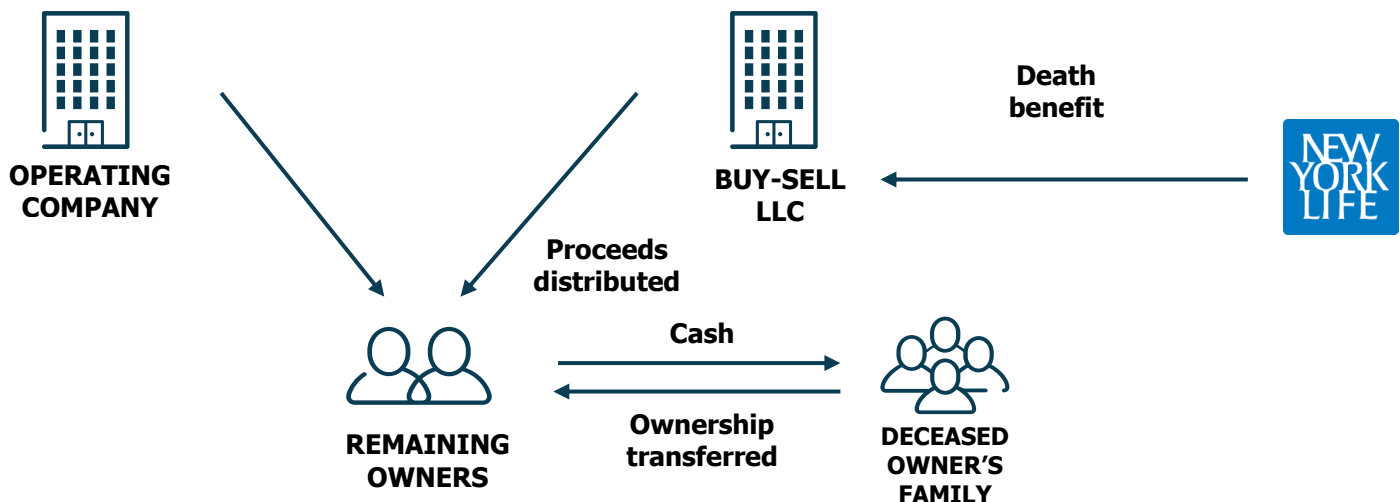 Death
benefit
NEW
YORK
LIFE
OPERATING
COMPANY
BUY-SELL
LLC
Proceeds
distributed
Cash
Ownership
transferred
REMAINING
OWNERS
DECEASED
OWNER’S
FAMILY